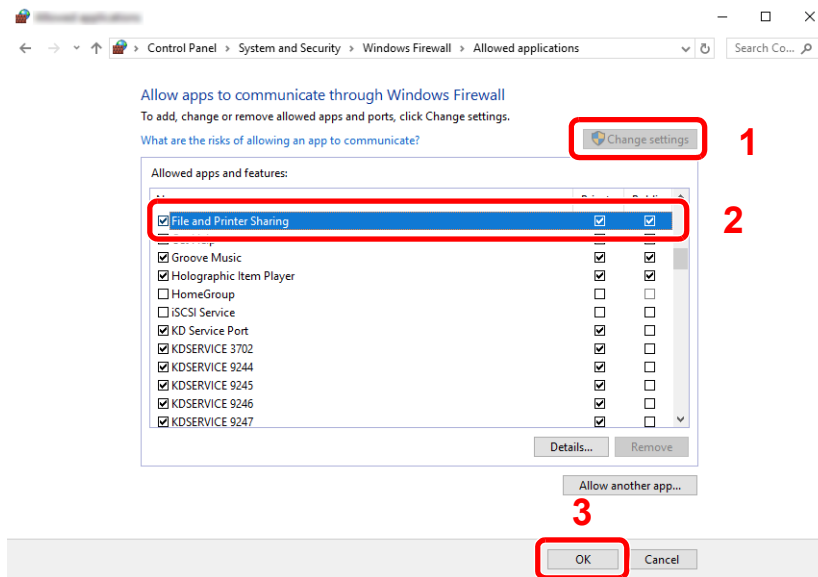 Control Panel > System and Security > Windows Firewall > Allowed applications
Search Co...
Allow apps to communicate through Windows Firewall
To add, change or remove allowed apps and ports, click Change settings.
What are the risks of allowing an app to communicate?
Change settings
1
Allowed apps and features:
File and Printer Sharing
2
Groove Music
Holographic Item Player
HomeGroup
iSCSI Service
KD Service Port
KDSERVICE 3702
KDSERVICE 9244
KDSERVICE 9245
KDSERVICE 9246
KDSERVICE 9247
Details...
Remove
Allow another app...
3
OK
Cancel